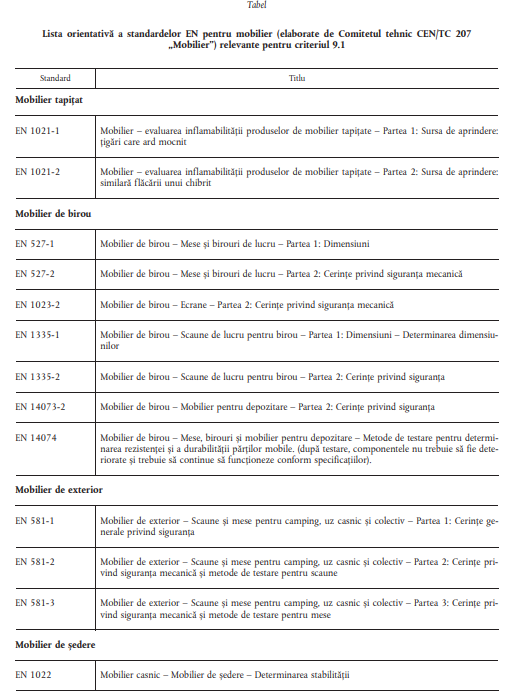 Tabel
Lista orientativă a standardelor EN pentru mobilier (elaborate de Comitetul tehnic CEN/TC 207
„Mobilier”) relevante pentru criteriul 9.1
Standard Titlu
Mobilier tapițat
EN 1021-1 Mobilier – evaluarea inflamabilității produselor de mobilier tapițate – Partea 1: Sursa de aprindere:
țigări care ard mocnit
EN 1021-2 Mobilier – evaluarea inflamabilității produselor de mobilier tapițate – Partea 2: Sursa de aprindere:
similară flăcării unui chibrit
Mobilier de birou
EN 527-1 Mobilier de birou – Mese și birouri de lucru – Partea 1: Dimensiuni
EN 527-2 Mobilier de birou – Mese și birouri de lucru – Partea 2: Cerințe privind siguranța mecanică
EN 1023-2 Mobilier de birou – Ecrane – Partea 2: Cerințe privind siguranța mecanică
EN 1335-1 Mobilier de birou – Scaune de lucru pentru birou – Partea 1: Dimensiuni – Determinarea dimensiu-
nilor
EN 1335-2 Mobilier de birou – Scaune de lucru pentru birou – Partea 2: Cerințe privind siguranța
EN 14073-2 Mobilier de birou – Mobilier pentru depozitare – Partea 2: Cerințe privind siguranța
EN 14074 Mobilier de birou – Mese, birouri și mobilier pentru depozitare – Metode de testare pentru determi-
narea rezistenței și a durabilității părților mobile. (după testare, componentele nu trebuie să fie dete-
riorate și trebuie să continue să funcționeze conform specificațiilor).
Mobilier de exterior
EN 581-1 Mobilier de exterior – Scaune și mese pentru camping, uz casnic și colectiv – Partea 1: Cerințe ge-
nerale privind siguranța
EN 581-2 Mobilier de exterior – Scaune și mese pentru camping, uz casnic și colectiv – Partea 2: Cerințe pri-
vind siguranța mecanică și metode de testare pentru scaune
EN 581-3 Mobilier de exterior – Scaune și mese pentru camping, uz casnic și colectiv – Partea 3: Cerințe pri-
vind siguranța mecanică și metode de testare pentru mese
Mobilier de ședere
EN 1022 Mobilier casnic – Mobilier de ședere – Determinarea stabilității